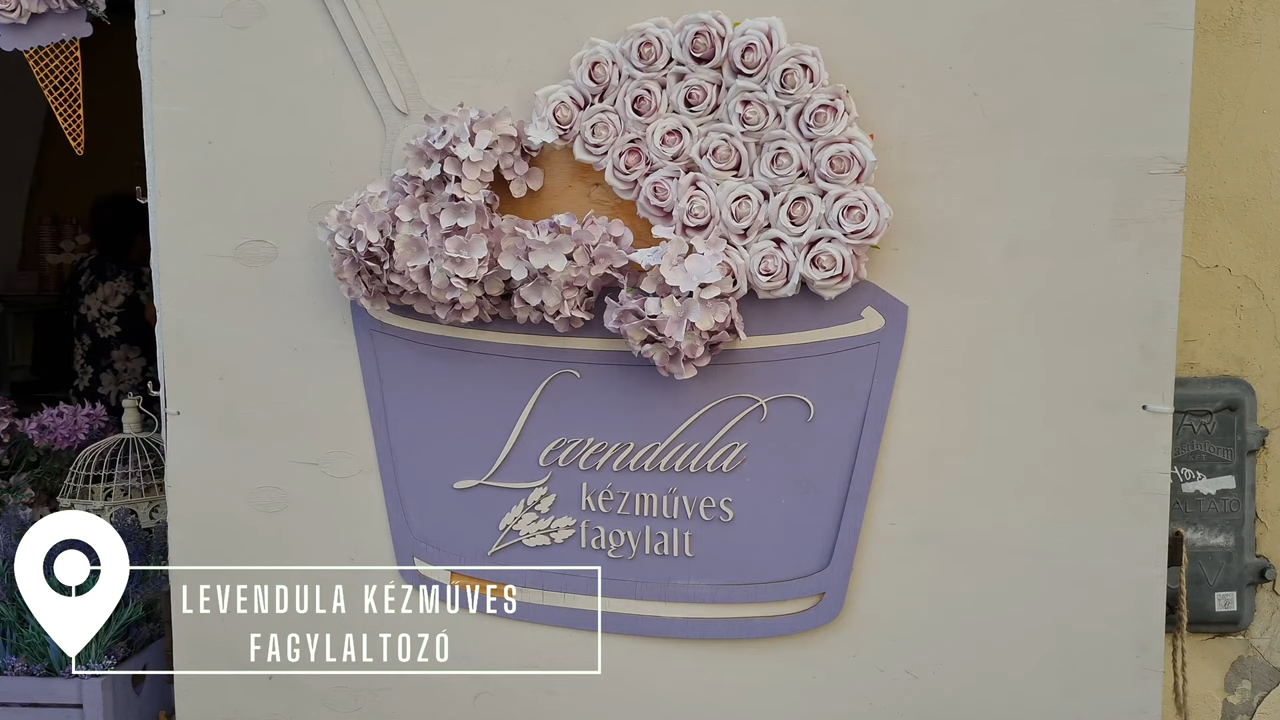 Levendula
kézműves
fagylalt
LEVENDULA KÉZMŰVES
FAGYLALTOZÓ
V